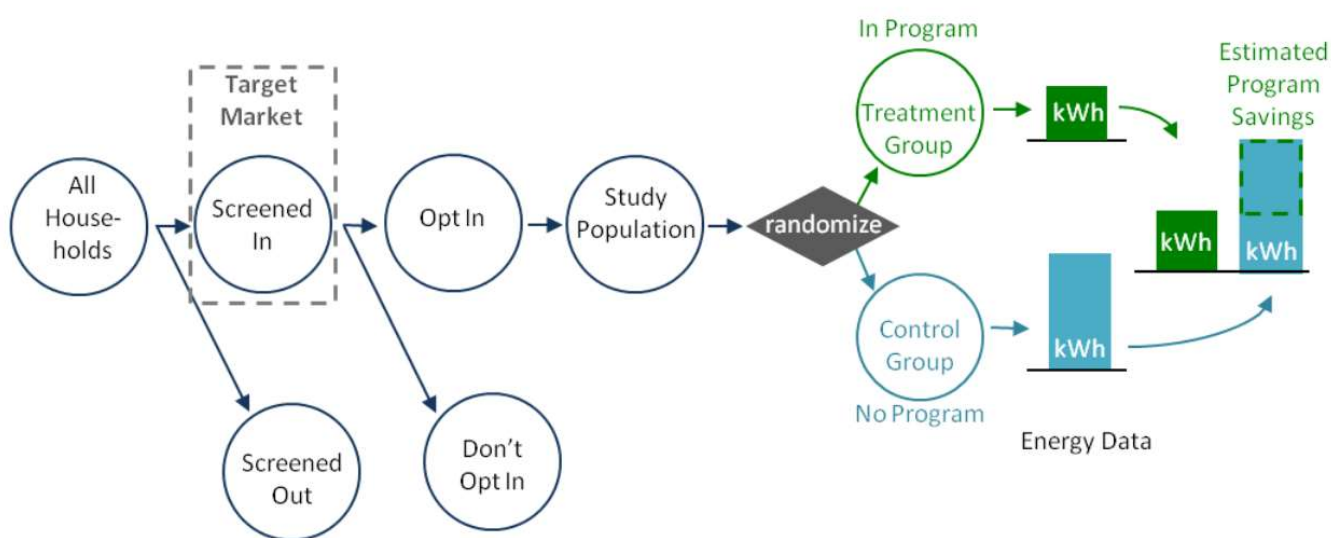 All
House-
holds
Target
Market
Screened
In
Screened
Out
Opt In
Don't
Opt In
Study
Population
randomize
In Program
Treatment
Group
Control
Group
No Program
kWh
kWh
Energy Data
Estimated
Program
Savings
kWh
kWh